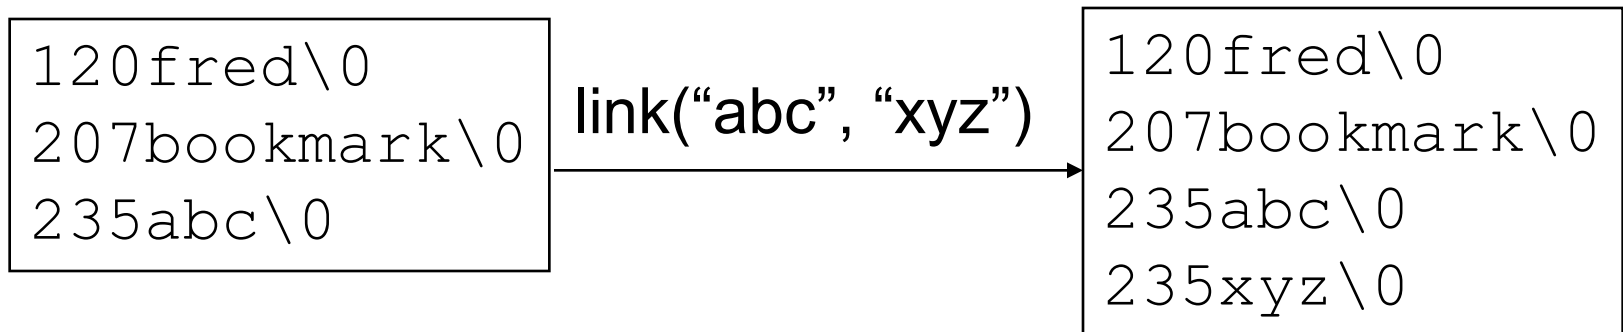 120fred\0
207bookmark\0
235abc\0
link(“abc”, “xyz”)
120fred\0
207bookmark\0
235abc\0
235xyz\0